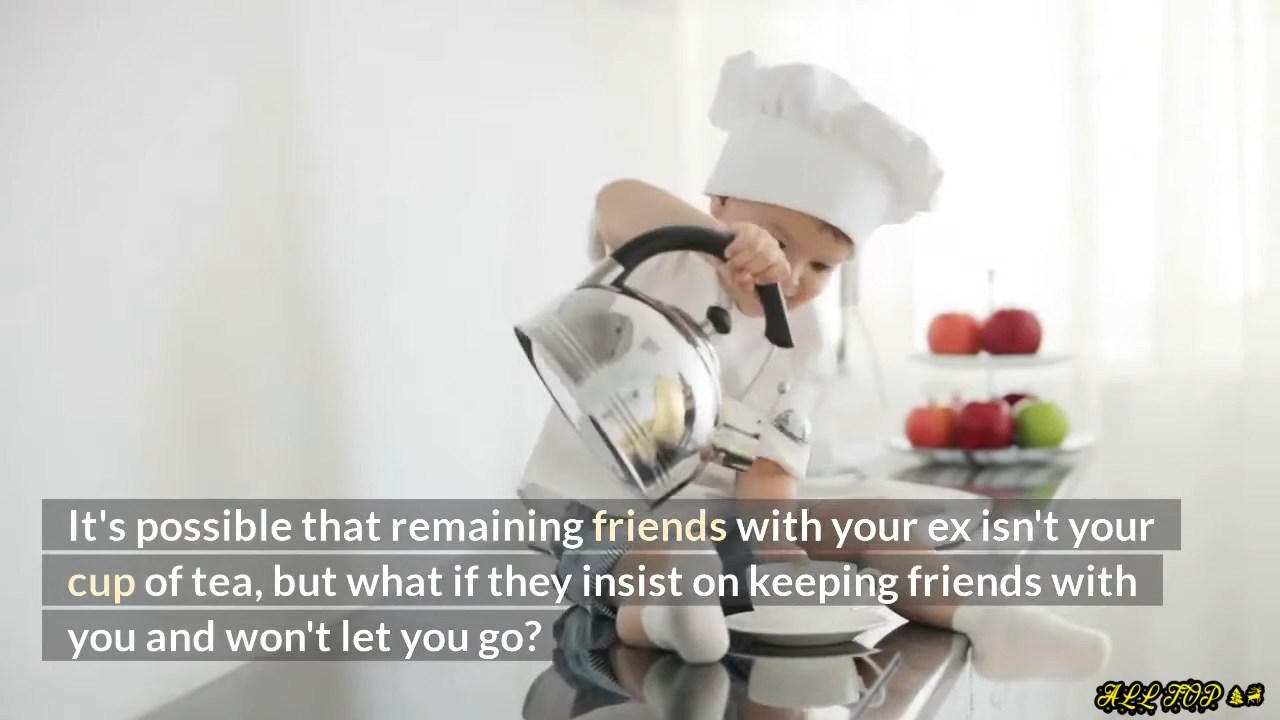 It's possible that remaining friends with your ex isn't your
cup of tea, but what if they insist on keeping friends with
you and won't let you go?
ALL TOP